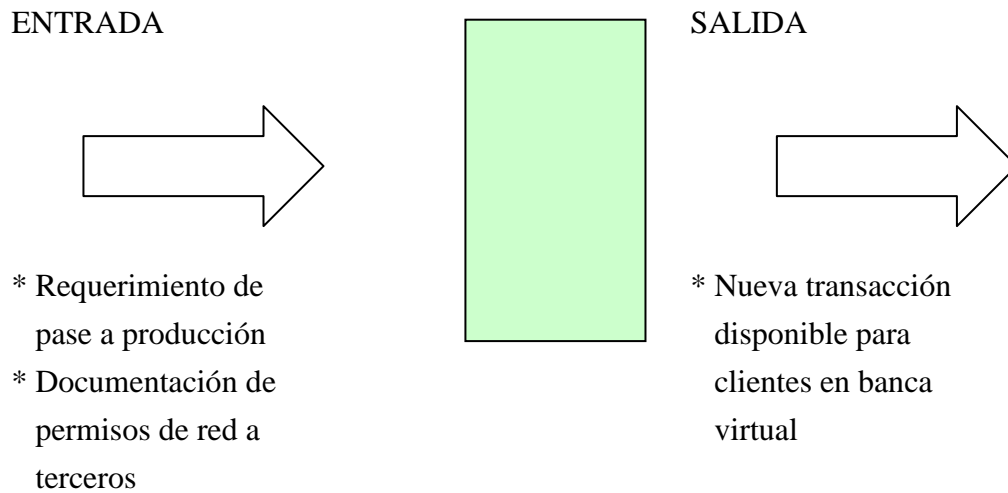 ENTRADA
SALIDA
* Requerimiento de
pase a producción
* Documentación de
permisos de red a
terceros
* Nueva transacción
disponible para
clientes en banca
virtual